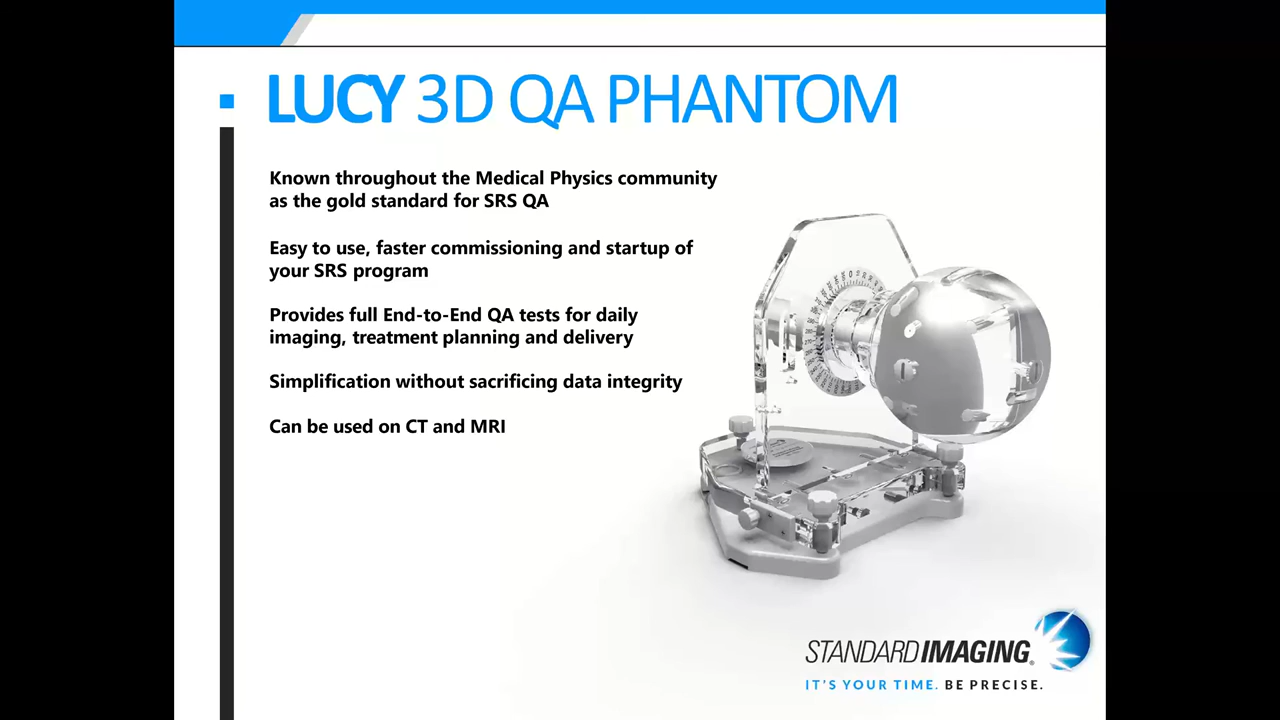 LUCY 3D QA PHANTOM
Known throughout the Medical Physics community
as the gold standard for SRS QA
Easy to use, faster commissioning and startup of
your SRS program
Provides full End-to-End QA tests for daily
imaging, treatment planning and delivery
Simplification without sacrificing data integrity
Can be used on CT and MRI
STANDARD IMAGING®
IT'S YOUR TIME. BE PRECISE.